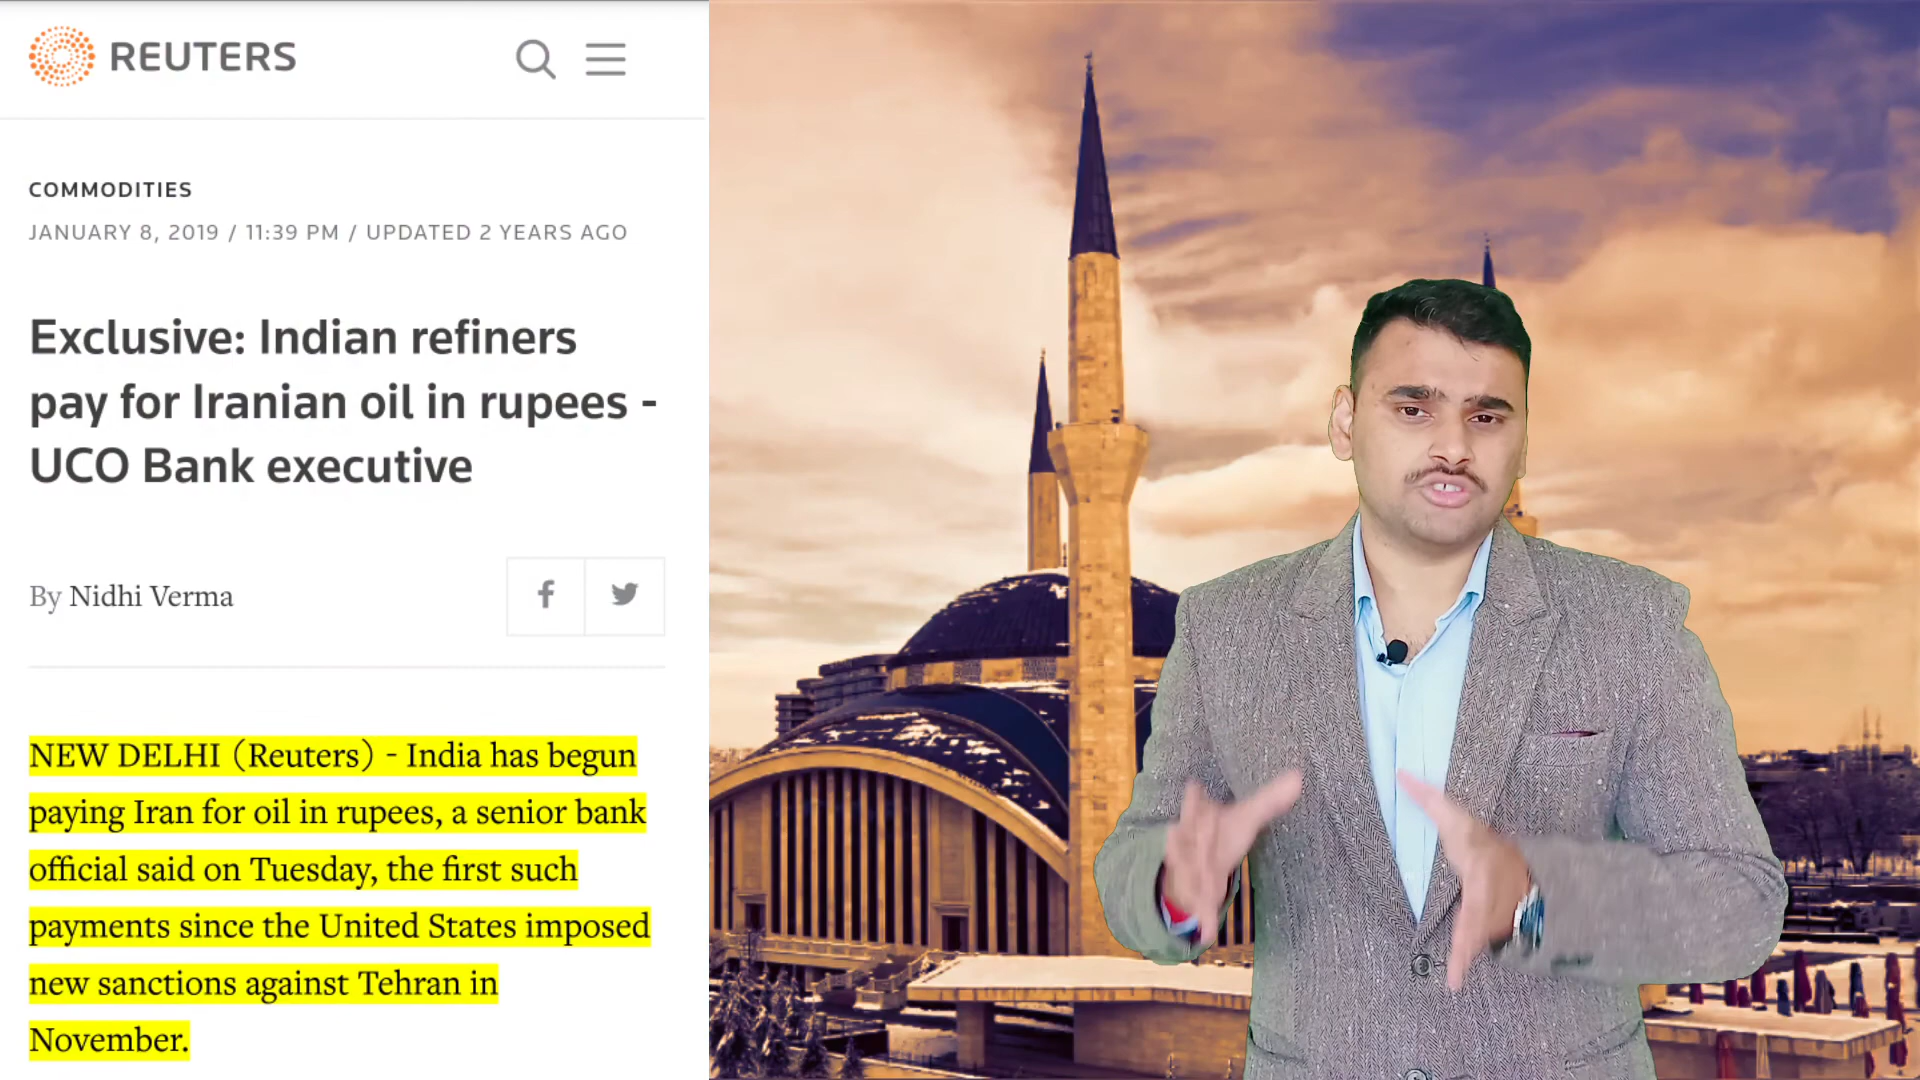 REUTERS
COMMODITIES
JANUARY 8, 2019 / 11:39 PM / UPDATED 2 YEARS AGO
Exclusive: Indian refiners
pay for Iranian oil in rupees -
UCO Bank executive
By Nidhi Verma
NEW DELHI (Reuters) - India has begun
paying Iran for oil in rupees, a senior bank
official said on Tuesday, the first such
payments since the United States imposed
new sanctions against Tehran in
November.